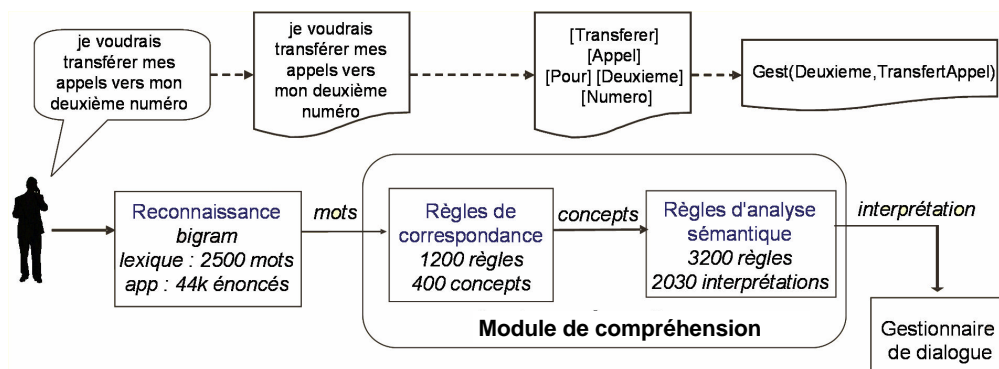 je voudrais
transférer mes
appels vers mon
deuxième numéro
je voudrais
transférer mes
appels vers
mon deuxième
numéro
[Transferer]
[Appel]
[Pour] [Deuxieme]
[Numero]
Gest(Deuxieme,TransfertAppel)
Reconnaissance
bigram
lexique : 2500 mots
app : 44k énoncés
mots
Règles de
correspondance
1200 règles
400 concepts
concepts
Règles d'analyse
sémantique
3200 règles
2030 interprétations
interprétation
Module de compréhension
Gestionnaire
de dialogue